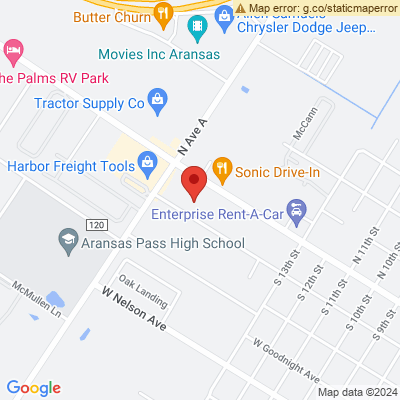 Map error: g.co/staticmaperror
Butter Churn
Allen Samuels
Chrysler Dodge Jeep...
Movies Inc Aransas
The Palms RV Park
Tractor Supply Co
McCann
N Ave A
Harbor Freight Tools
Sonic Drive-In
Enterprise Rent-A-Car
120
Aransas Pass High School
N 11th St
N 10th St
S 13th St
S 12th St
S 11th St
S 10th St
S 9th St
Oak Landing
McMullen Ln
W Nelson Ave
W Goodnight Ave
Google
Map data ©2024